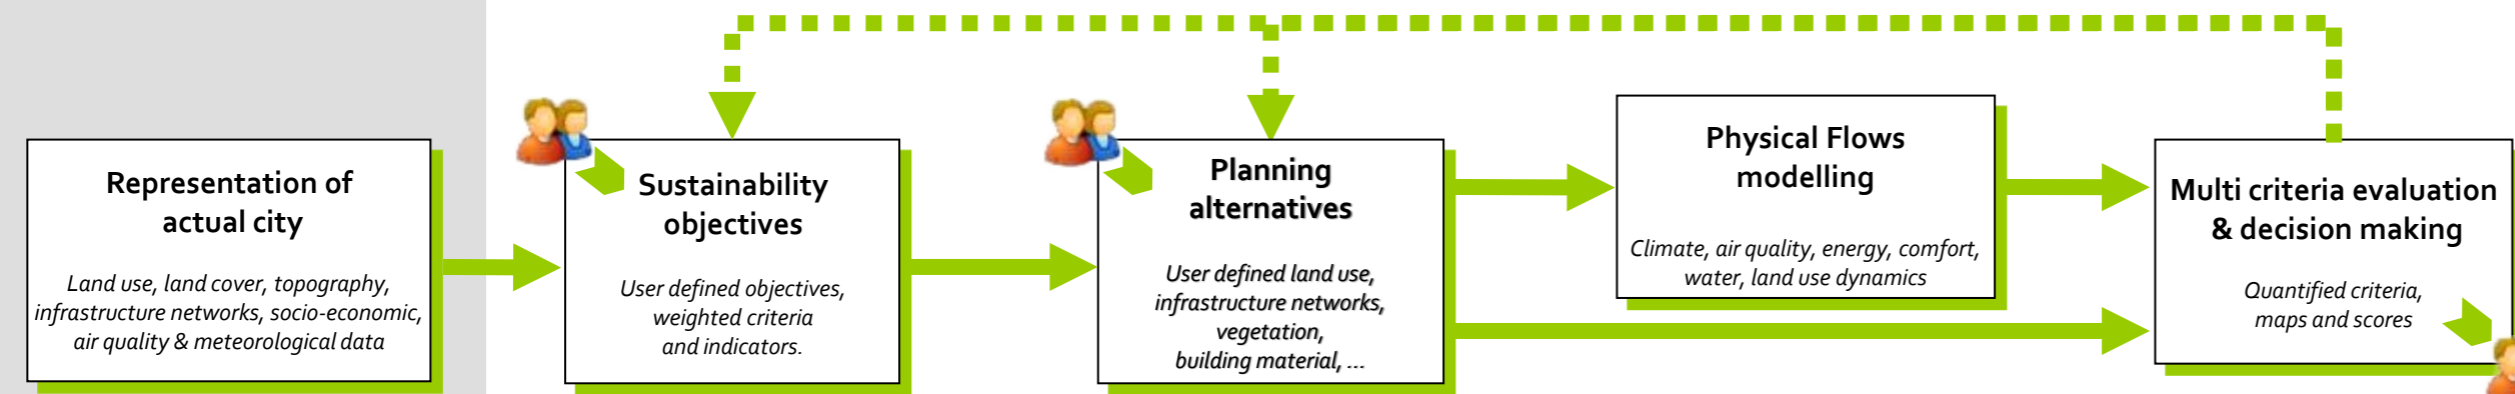 Representation of
actual city
Land use, land cover, topography,
infrastructure networks, socio-economic,
air quality & meteorological data
Sustainability
objectives
User defined objectives,
weighted criteria
and indicators.
Planning
alternatives
User defined land use,
infrastructure networks,
vegetation,
building material, ...
Physical Flows
modelling
Climate, air quality, energy, comfort,
water, land use dynamics
Multi criteria evaluation
& decision making
Quantified criteria,
maps and scores